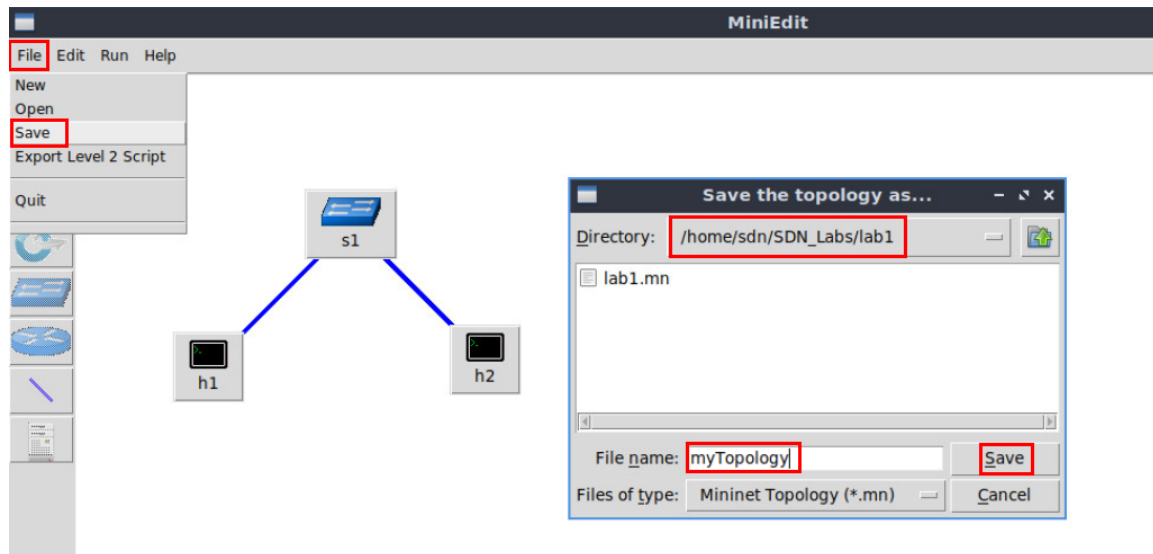 MiniEdit
File Edit Run Help
New
Open
Save
Export Level 2 Script
Quit
s1
h1
h2
Save the topology as...
Directory: /home/sdn/SDN_Labs/lab1
lab1.mn
File name: myTopology Save
Files of type: Mininet Topology (*.mn) Cancel